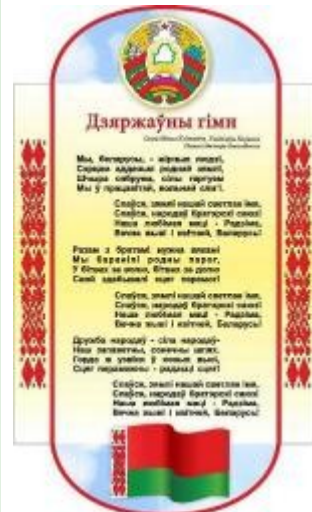 Дзяржаўны гімн
Мы, беларусы, - мірныя людзі,
Сэрцам адданыя роднай зямлі,
Шчыра сябруем, сілы гартуем
Мы ў працавітай, вольнай сям'і.
Слаўся, зямлі нашай светлае імя,
Слаўся, народаў братэрскі саюз!
Наша любімая маці - Радзіма,
Вечна жыві і квітней, Беларусь!
Разам з братамі мужна вякамі
Мы баранілі родны парог,
У бітвах за волю, бітвах за долю
Свой здабывалі сцяг перамог!
Слаўся, зямлі нашай светлае імя,
Слаўся, народаў братэрскі саюз!
Наша любімая маці - Радзіма,
Вечна жыві і квітней, Беларусь!
Дружба народаў - сіла народаў-
Наш запаветны, сонечны шлях.
Горда ж узвіся ў ясныя высі,
Сцяг пераможны - радасці сцяг!
Слаўся, зямлі нашай светлае імя,
Слаўся, народаў братэрскі саюз!
Наша любімая маці - Радзіма,
Вечна жыві і квітней, Беларусь!